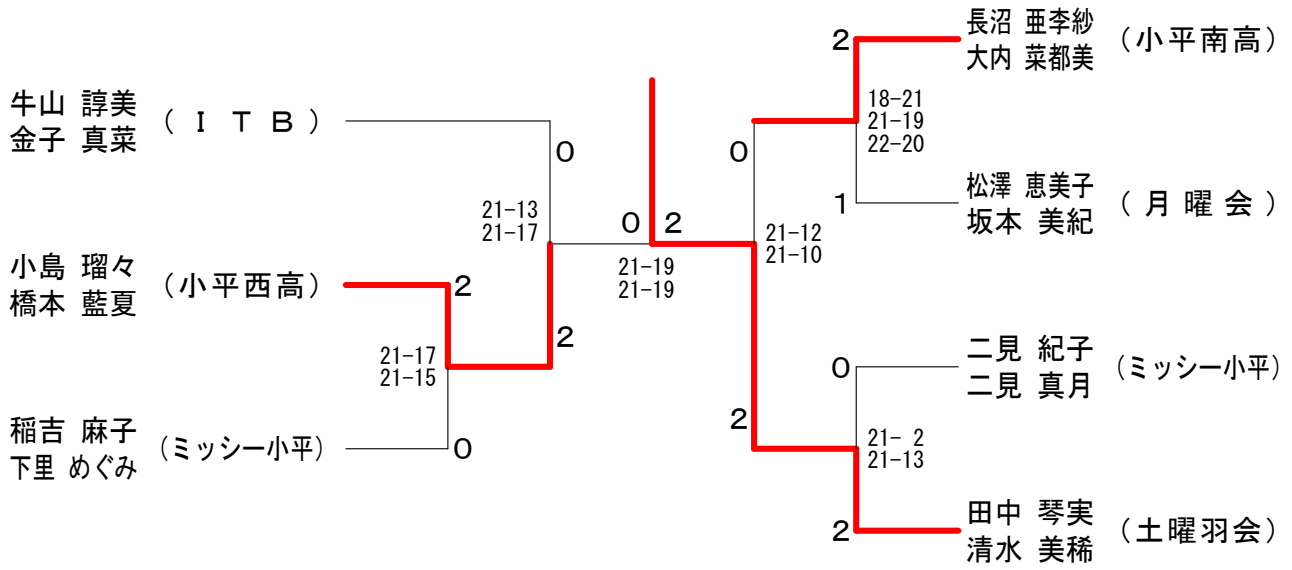 牛山 諄美
金子 真菜
(ITB)
0
21-13
21-17
小島 瑠々
橋本 藍夏
(小平西高)
2
2
21-17
21-15
稲吉 麻子
下里 めぐみ
(ミッシー小平)
0
0
2
21-19
21-19
長沼 亜李紗
大内 菜都美
(小平南高)
2
18-21
21-19
22-20
0
松澤 恵美子
坂本 美紀
(月曜会)
1
21-12
21-10
二見 紀子
二見 真月
(ミッシー小平)
0
2
21- 2
21-13
田中 琴実
清水 美稀
(土曜羽会)
2